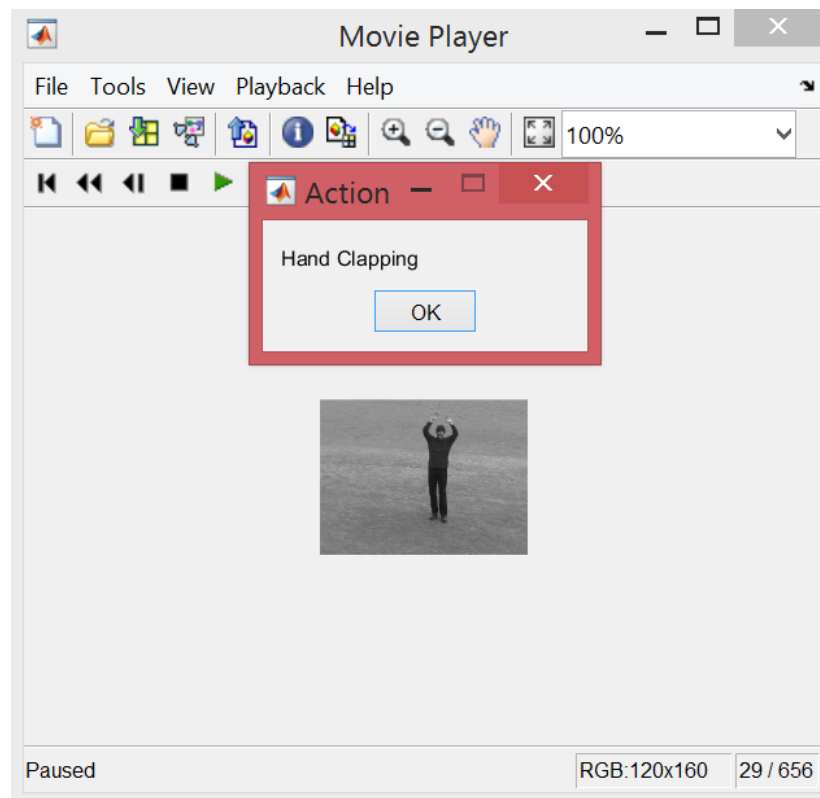 Movie Player
File Tools View Playback Help
100%
Action
Hand Clapping
OK
Paused
RGB:120x160
29 / 656